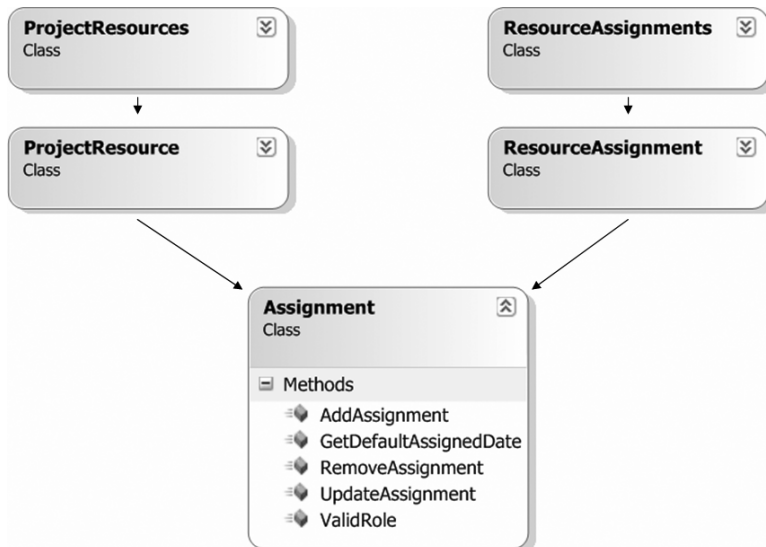 ProjectResources
Class
ResourceAssignments
Class
ProjectResource
Class
ResourceAssignment
Class
Assignment
Class
Methods
AddAssignment
GetDefaultAssignedDate
RemoveAssignment
UpdateAssignment
ValidRole